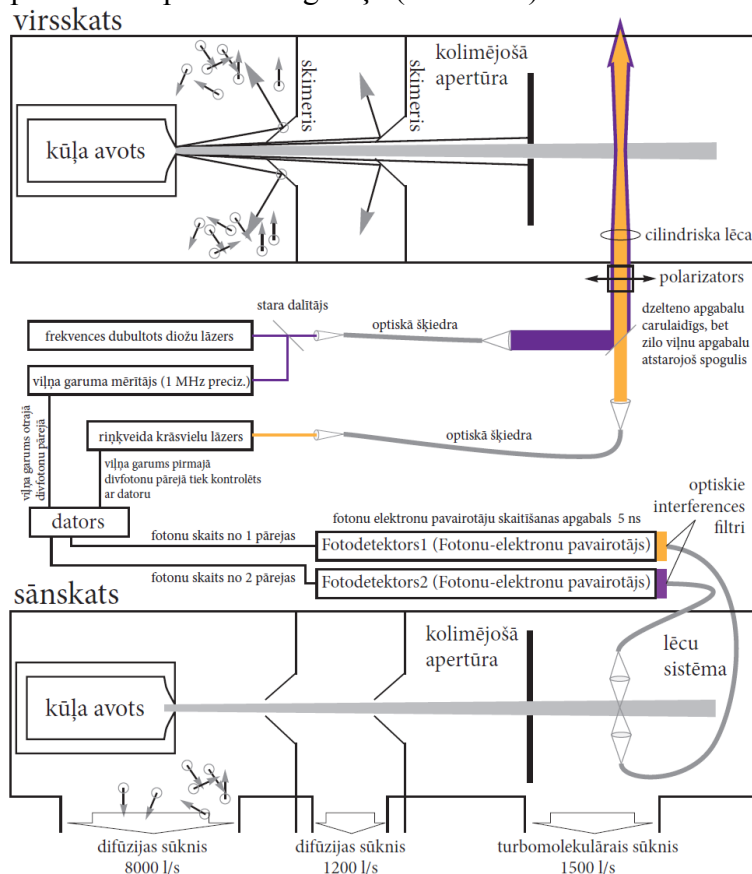 virsskats
skimeris
skimeris
kolimējošā
apertūra
kūļa avots
cilindriska lēca
polarizators
stara dalītājs
dzelteno apgabalu
carulaidīgs, bet
zilo viļņu apgabalu
atstarojošs spogulis
frekvences dubultots diožu lāzers
optiskā šķiedra
viļņa garuma mērītājs (1 MHz preciz.)
viļņa garums otrajā
divfotonu pārejā
riņķveida krāsvielu lāzers
optiskā šķiedra
viļņa garums pirmajā
divfotonu pārejā tiek kontrolēts
ar datoru
optiskie
interferences
filtri
dators
fotonu elektronu pavairotāju skaitīšanas apgabals 5 ns
fotonu skaits no 1 pārejas
Fotodetektors1 (Fotonu-elektronu pavairotājs)
fotonu skaits no 2 pārejas
Fotodetektors2 (Fotonu-elektronu pavairotājs)
sānskats
kolimējošā
apertūra
lēcu
sistēma
kūļa avots
difūzijas sūknis
8000 l/s
difūzijas sūknis
1200 l/s
turbomolekulārais sūknis
1500 l/s